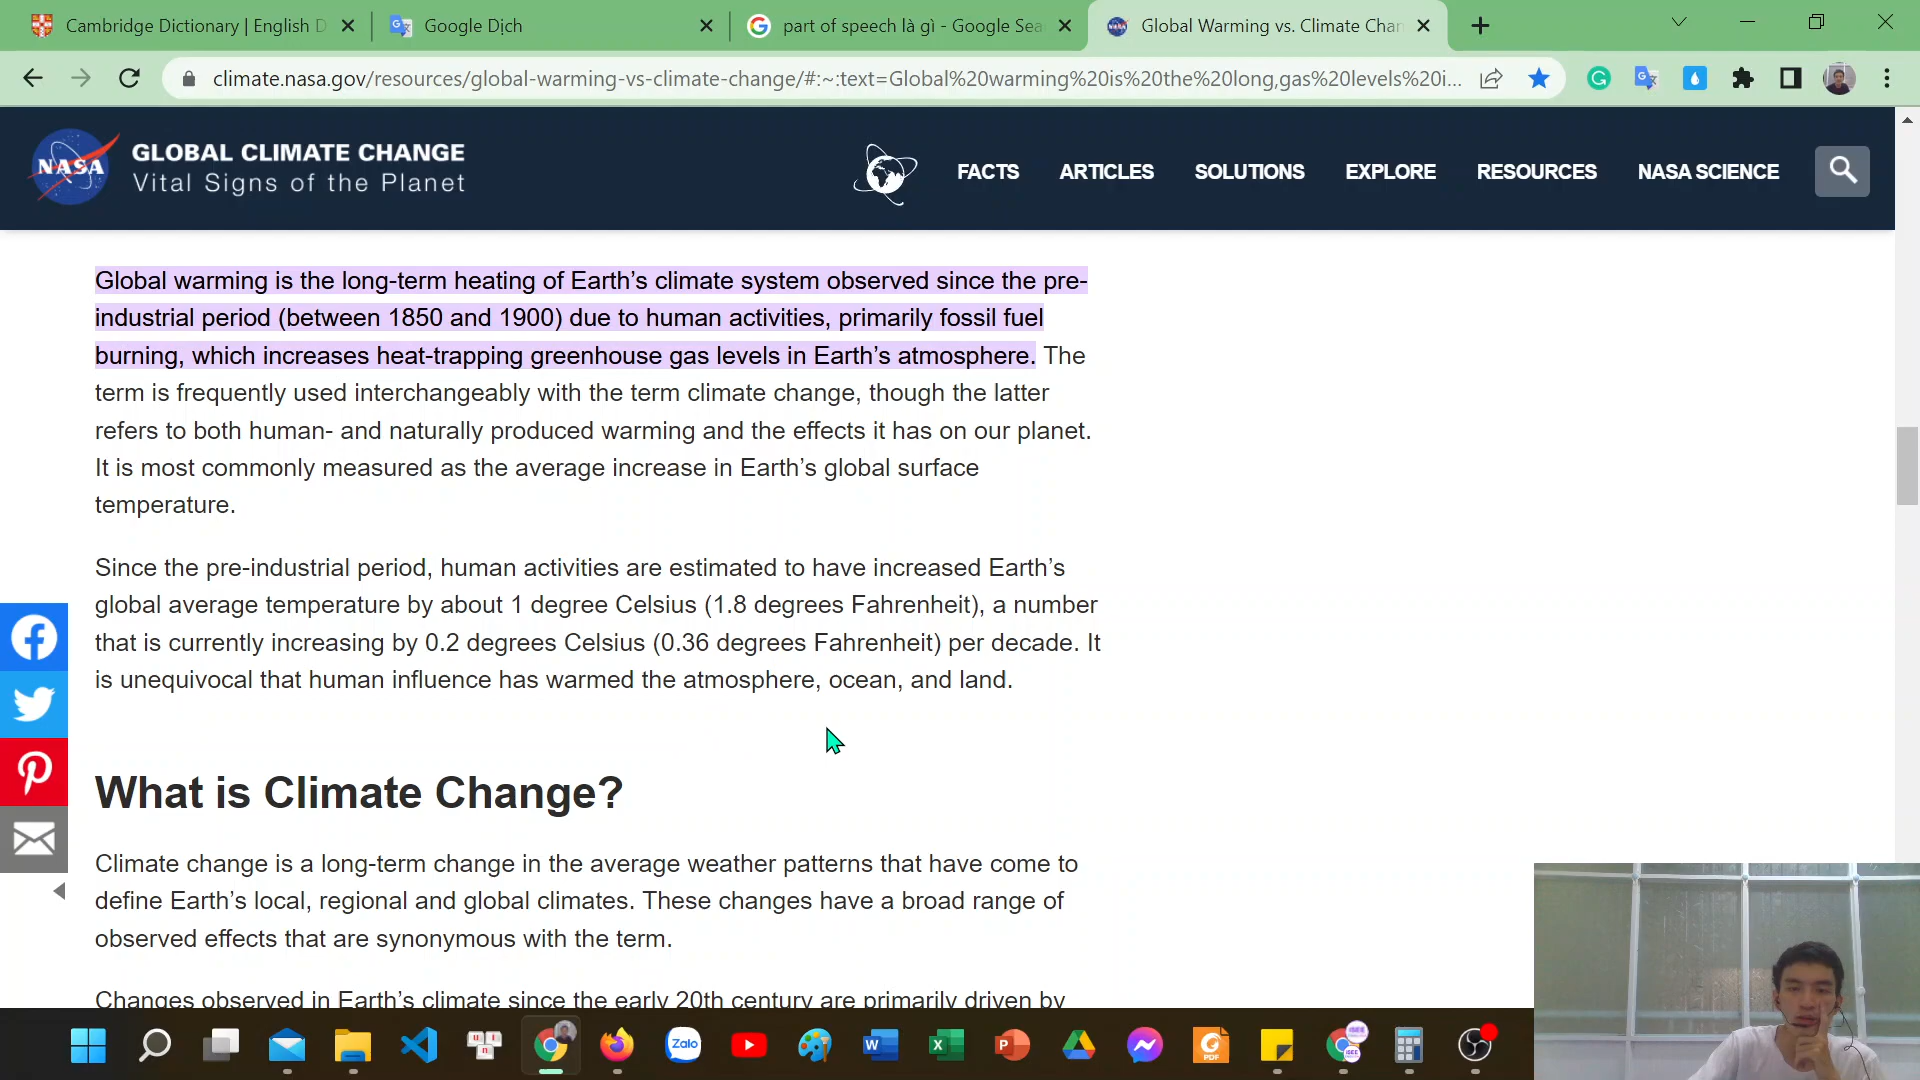 Cambridge Dictionary | English D
Google Dịch
part of speech là gì - Google Sea
Global Warming vs. Climate Chan
climate.nasa.gov/resources/global-warming-vs-climate-change/#:~:text=Global%20warming%20is%20the%20long,gas%20levels%20i...
NASA
GLOBAL CLIMATE CHANGE
Vital Signs of the Planet
FACTS
ARTICLES
SOLUTIONS
EXPLORE
RESOURCES
NASA SCIENCE
Global warming is the long-term heating of Earth’s climate system observed since the pre-
industrial period (between 1850 and 1900) due to human activities, primarily fossil fuel
burning, which increases heat-trapping greenhouse gas levels in Earth’s atmosphere. The
term is frequently used interchangeably with the term climate change, though the latter
refers to both human- and naturally produced warming and the effects it has on our planet.
It is most commonly measured as the average increase in Earth’s global surface
temperature.
Since the pre-industrial period, human activities are estimated to have increased Earth’s
global average temperature by about 1 degree Celsius (1.8 degrees Fahrenheit), a number
that is currently increasing by 0.2 degrees Celsius (0.36 degrees Fahrenheit) per decade. It
is unequivocal that human influence has warmed the atmosphere, ocean, and land.
What is Climate Change?
Climate change is a long-term change in the average weather patterns that have come to
define Earth’s local, regional and global climates. These changes have a broad range of
observed effects that are synonymous with the term.
Changes observed in Earth’s climate since the early 20th century are primarily driven by
Zalo
PDF